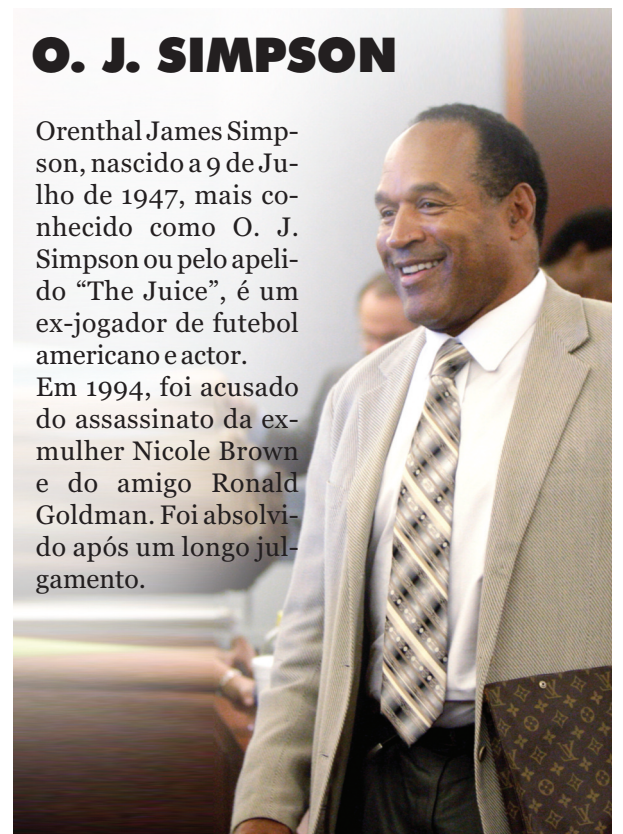 O. J. SIMPSON
Orenthal James Simp-
son, nascido a 9 de Ju-
lho de 1947, mais co-
nhecido como O. J.
Simpson ou pelo apeli-
do “The Juice”, é um
ex-jogador de futebol
americano e actor.
Em 1994, foi acusado
do assassinato da ex-
mulher Nicole Brown
e do amigo Ronald
Goldman. Foi absolvi-
do após um longo jul-
gamento.